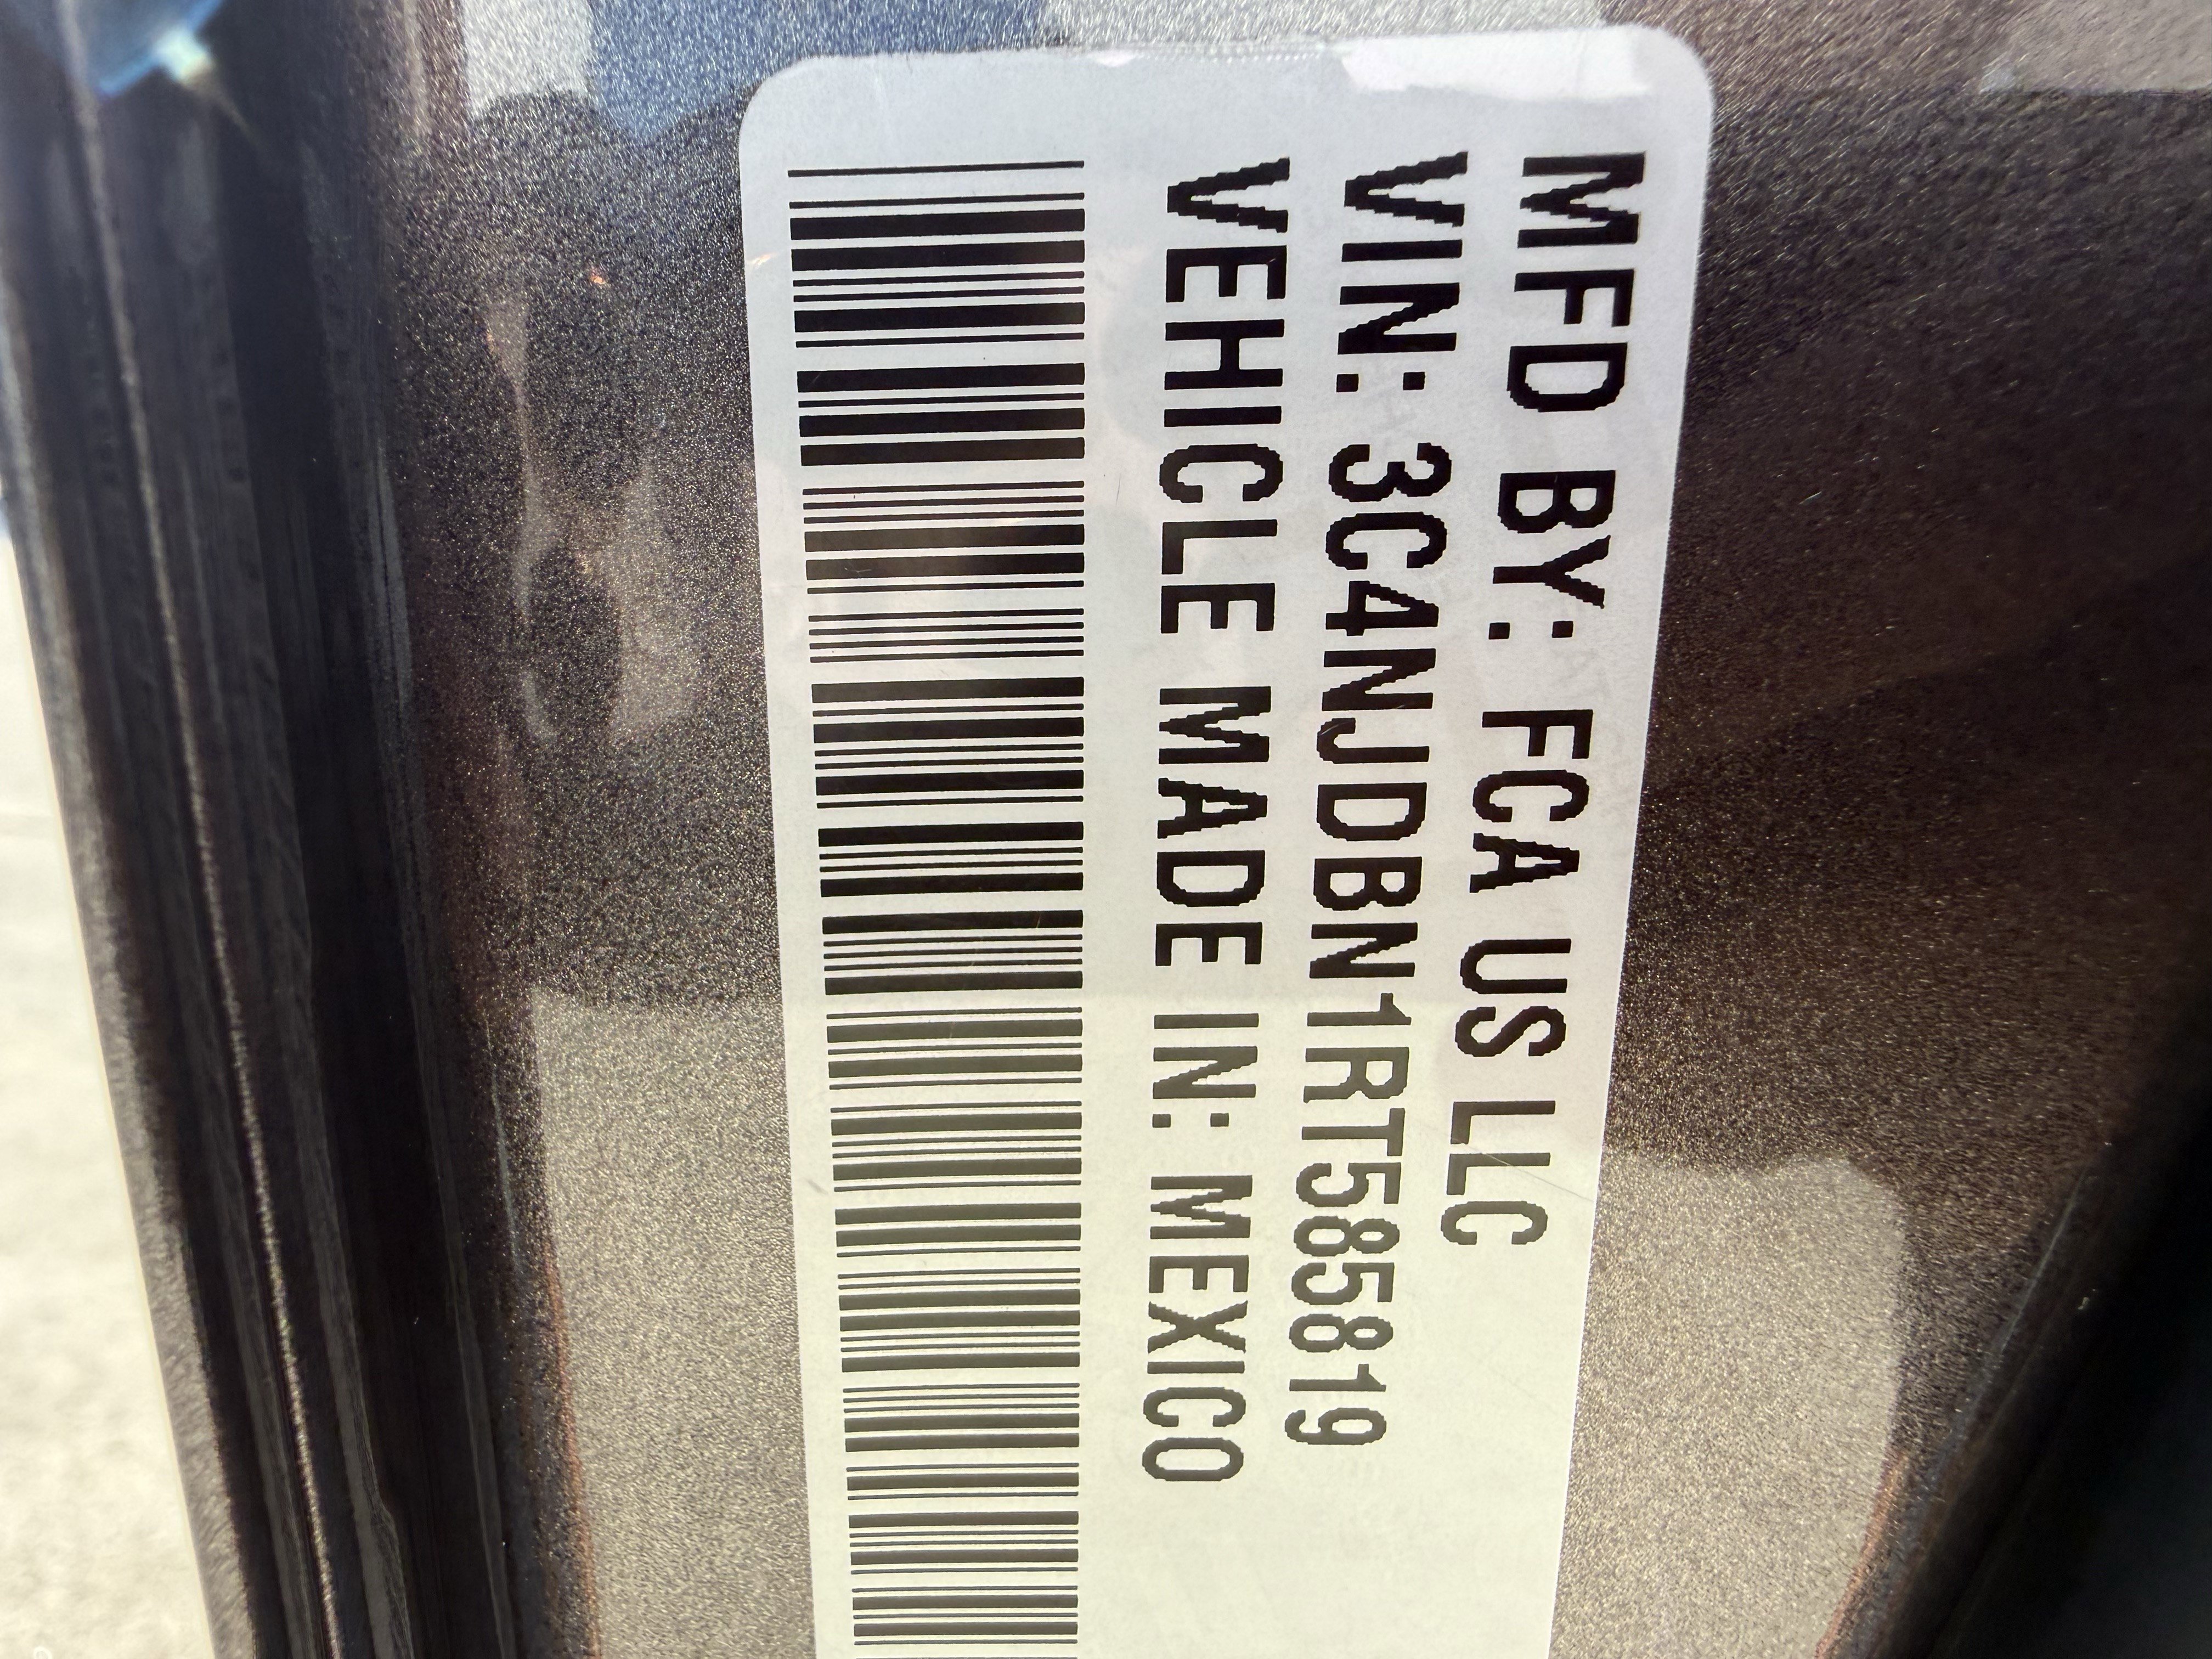 MFD BY: FCA US LLC
VIN: 3C4NJDBN1RT585819
VEHICLE MADE IN: MEXICO